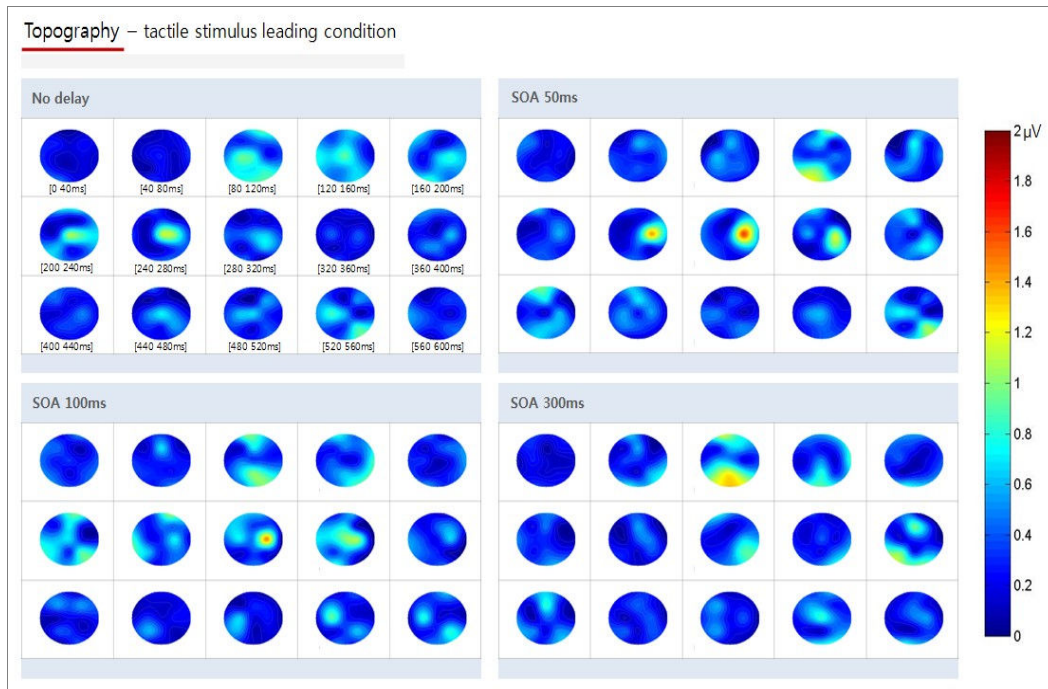 Topography – tactile stimulus leading condition
No delay
[0 40ms] [40 80ms] [80 120ms] [120 160ms] [160 200ms]
[200 240ms] [240 280ms] [280 320ms] [320 360ms] [360 400ms]
[400 440ms] [440 480ms] [480 520ms] [520 560ms] [560 600ms]
SOA 50ms
SOA 100ms
SOA 300ms
2 µV
1.8
1.6
1.4
1.2
1
0.8
0.6
0.4
0.2
0